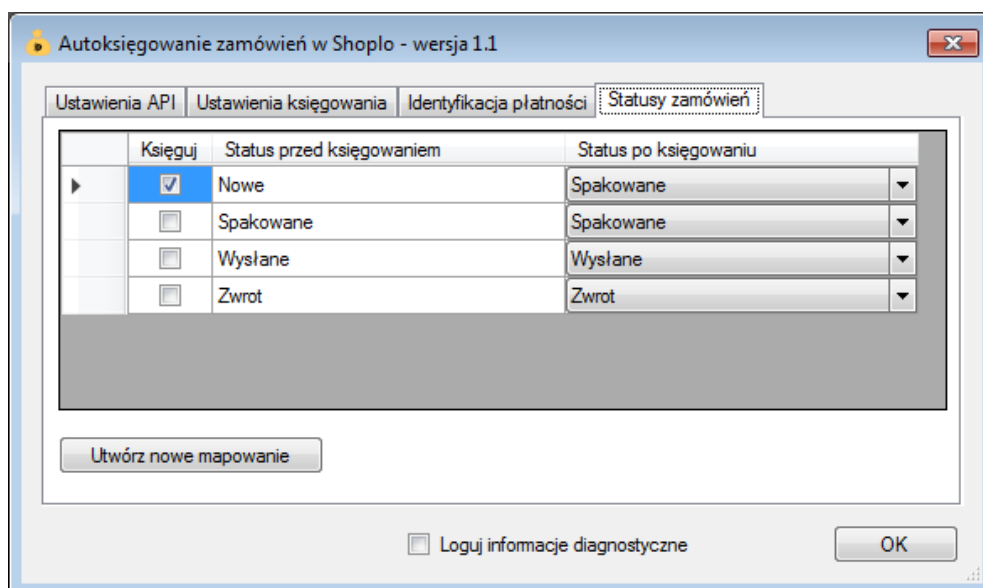 Autoksięgowanie zamówień w Shoplo - wersja 1.1
Ustawienia API Ustawienia księgowania Identyfikacja płatności Statusy zamówień
Księguj Status przed księgowaniem Status po księgowaniu
Nowe Spakowane
Spakowane Spakowane
Wysłane Wysłane
Zwrot Zwrot
Utwórz nowe mapowanie
Loguj informacje diagnostyczne OK